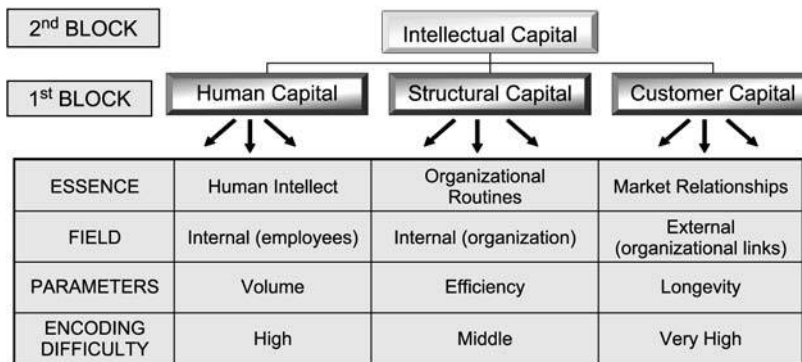 2nd BLOCK
Intellectual Capital
1st BLOCK
Human Capital
Structural Capital
Customer Capital
ESSENCE
Human Intellect
Organizational
Routines
Market Relationships
FIELD
Internal (employees)
Internal (organization)
External
(organizational links)
PARAMETERS
Volume
Efficiency
Longevity
ENCODING
DIFFICULTY
High
Middle
Very High